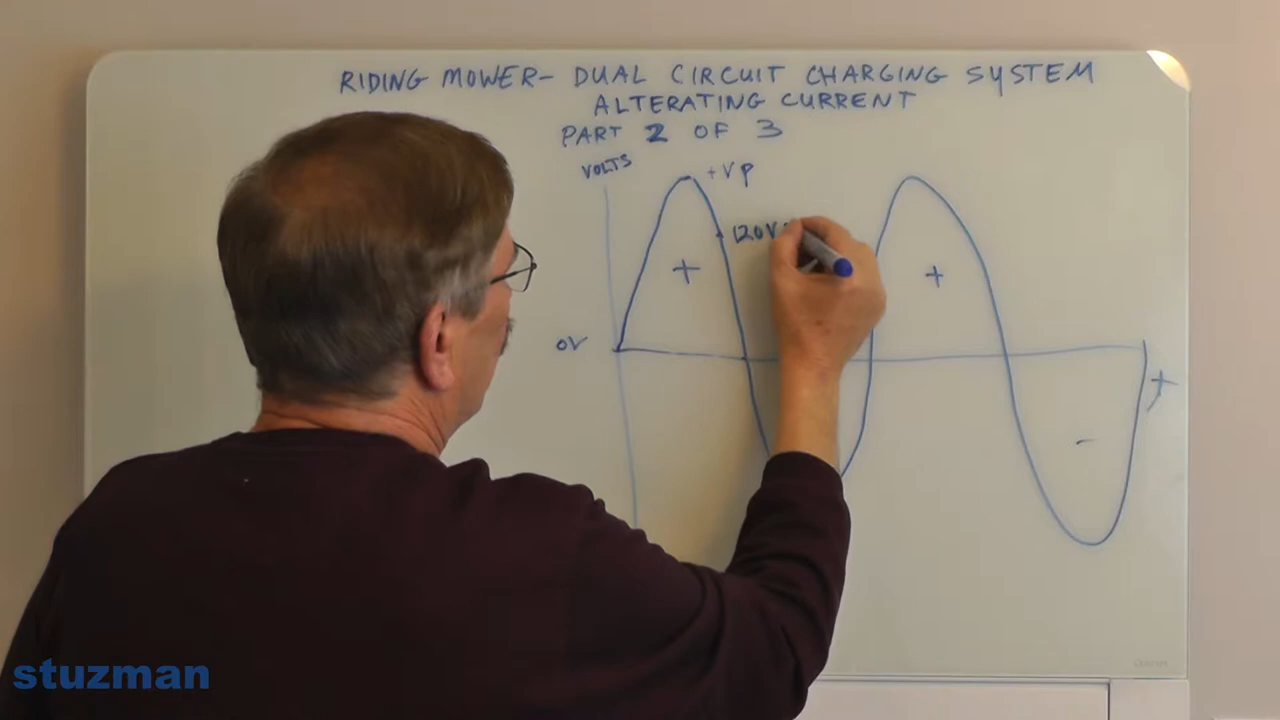 RIDING MOWER- DUAL CIRCUIT CHARGING SYSTEM
ALTERATING CURRENT
PART 2 OF 3
VOLTS
+Vp
120V
+
+
0V
t
-
stuzman